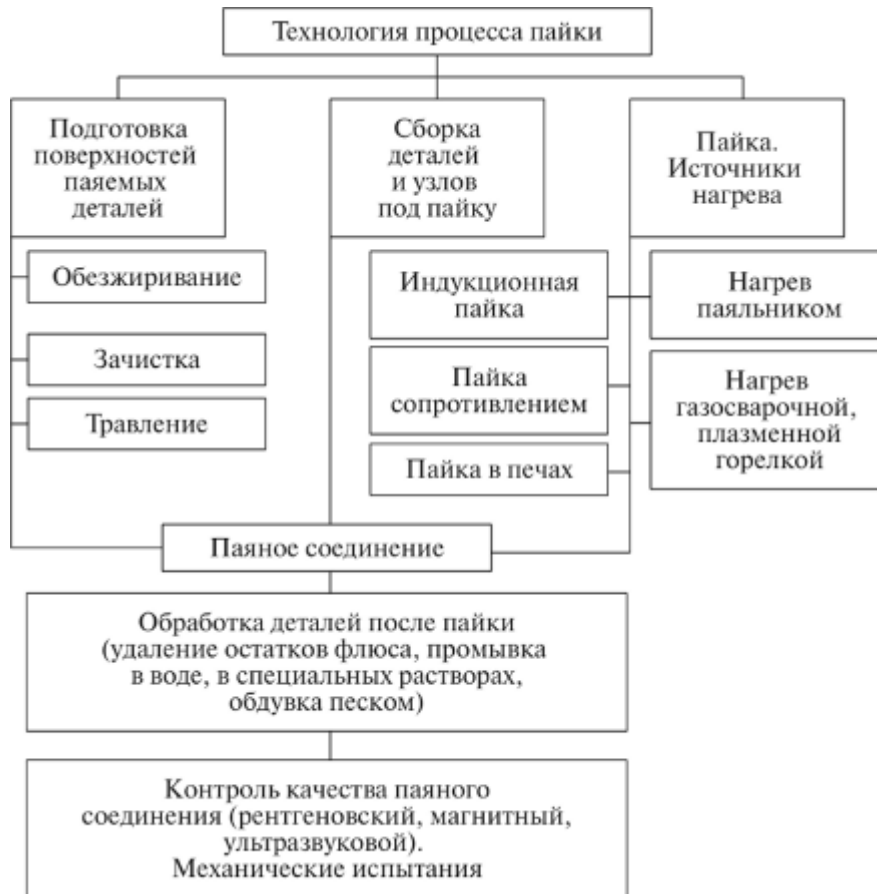 Технология процесса пайки
Подготовка
поверхностей
паяемых
деталей
Сборка
деталей
и узлов
под пайку
Пайка.
Источники
нагрева
Обезжиривание
Зачистка
Травление
Индукционная
пайка
Пайка
сопротивлением
Пайка в печах
Нагрев
паяльником
Нагрев
газосварочной,
плазменной
горелкой
Паяное соединение
Обработка деталей после пайки
(удаление остатков флюса, промывка
в воде, в специальных растворах,
обдувка песком)
Контроль качества паяного
соединения (рентгеновский, магнитный,
ультразвуковой).
Механические испытания